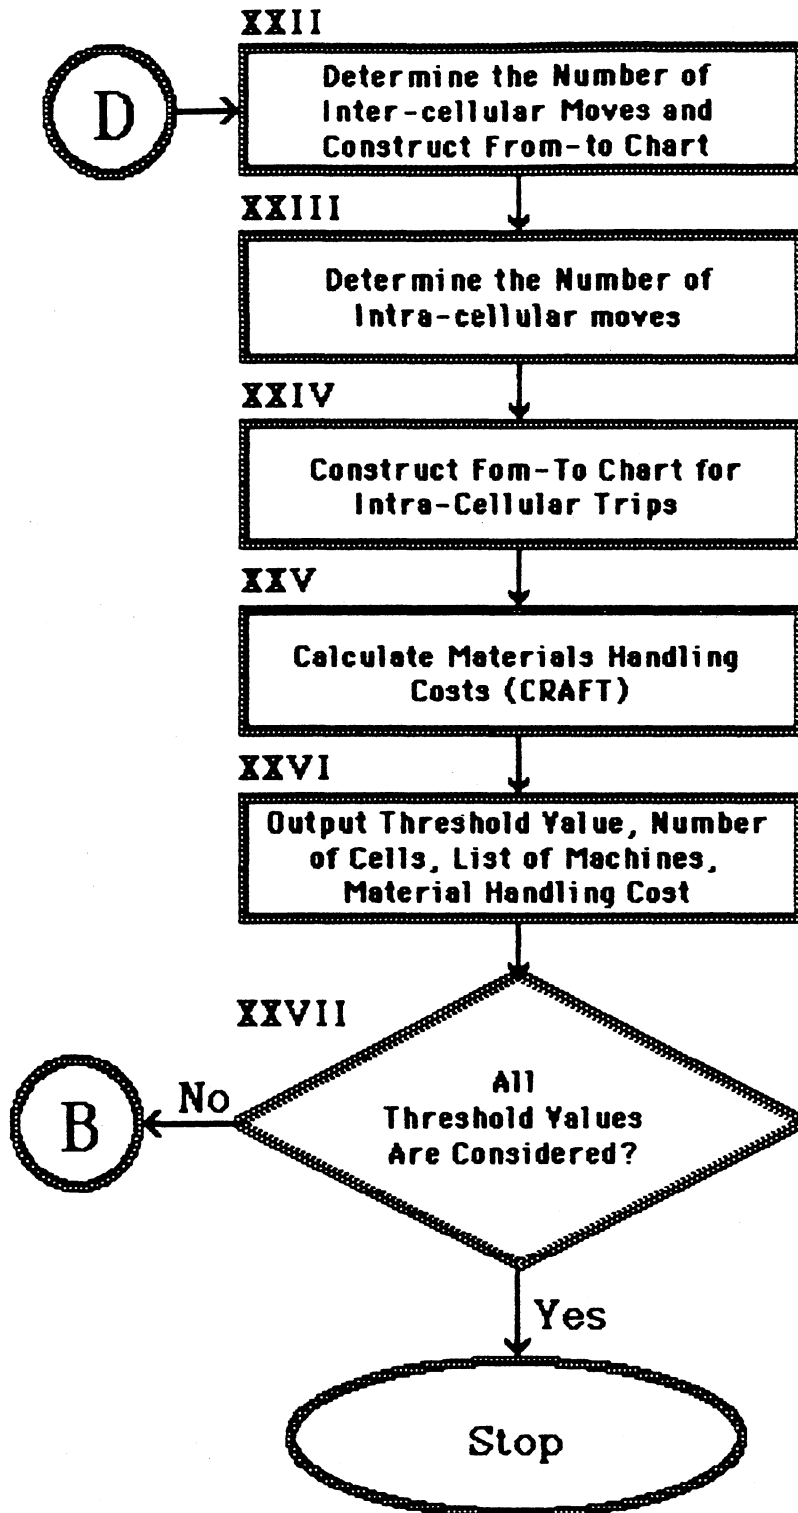 XXII
D
Determine the Number of
Inter-cellular Moves and
Construct From-to Chart
XXIII
Determine the Number of
Intra-cellular moves
XXIV
Construct Fom-To Chart for
Intra-Cellular Trips
XXV
Calculate Materials Handling
Costs (CRAFT)
XXVI
Output Threshold Value, Number
of Cells, List of Machines,
Material Handling Cost
XXVII
All
Threshold Values
Are Considered?
No
B
Yes
Stop